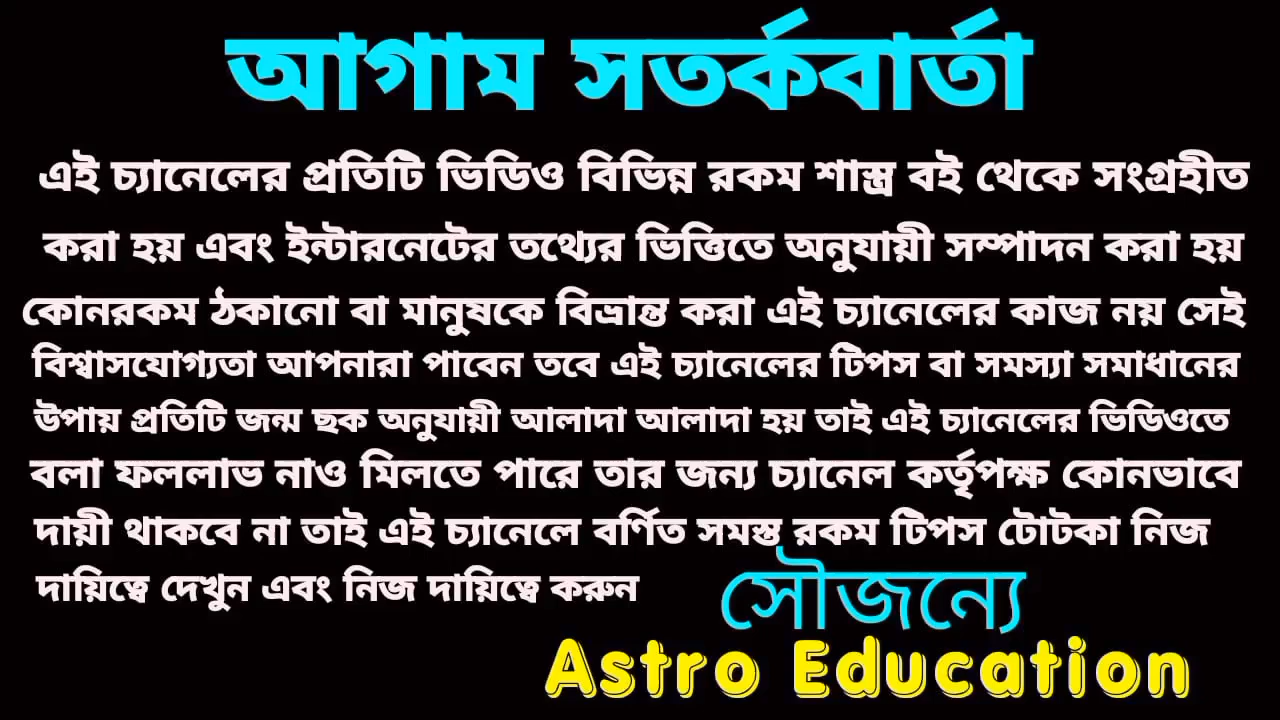 আগাম সতর্কবার্তা
এই চ্যানেলের প্রতিটি ভিডিও বিভিন্ন রকম শাস্ত্র বই থেকে সংগ্রহীত
করা হয় এবং ইন্টারনেটের তথ্যের ভিত্তিতে অনুযায়ী সম্পাদন করা হয়
কোনরকম ঠকানো বা মানুষকে বিভ্রান্ত করা এই চ্যানেলের কাজ নয় সেই
বিশ্বাসযোগ্যতা আপনারা পাবেন তবে এই চ্যানেলের টিপস বা সমস্যা সমাধানের
উপায় প্রতিটি জন্ম ছক অনুযায়ী আলাদা আলাদা হয় তাই এই চ্যানেলের ভিডিওতে
বলা ফললাভ নাও মিলতে পারে তার জন্য চ্যানেল কর্তৃপক্ষ কোনভাবে
দায়ী থাকবে না তাই এই চ্যানেলে বর্ণিত সমস্ত রকম টিপস টোটকা নিজ
দায়িত্বে দেখুন এবং নিজ দায়িত্বে করুন
সৌজন্যে
Astro Education